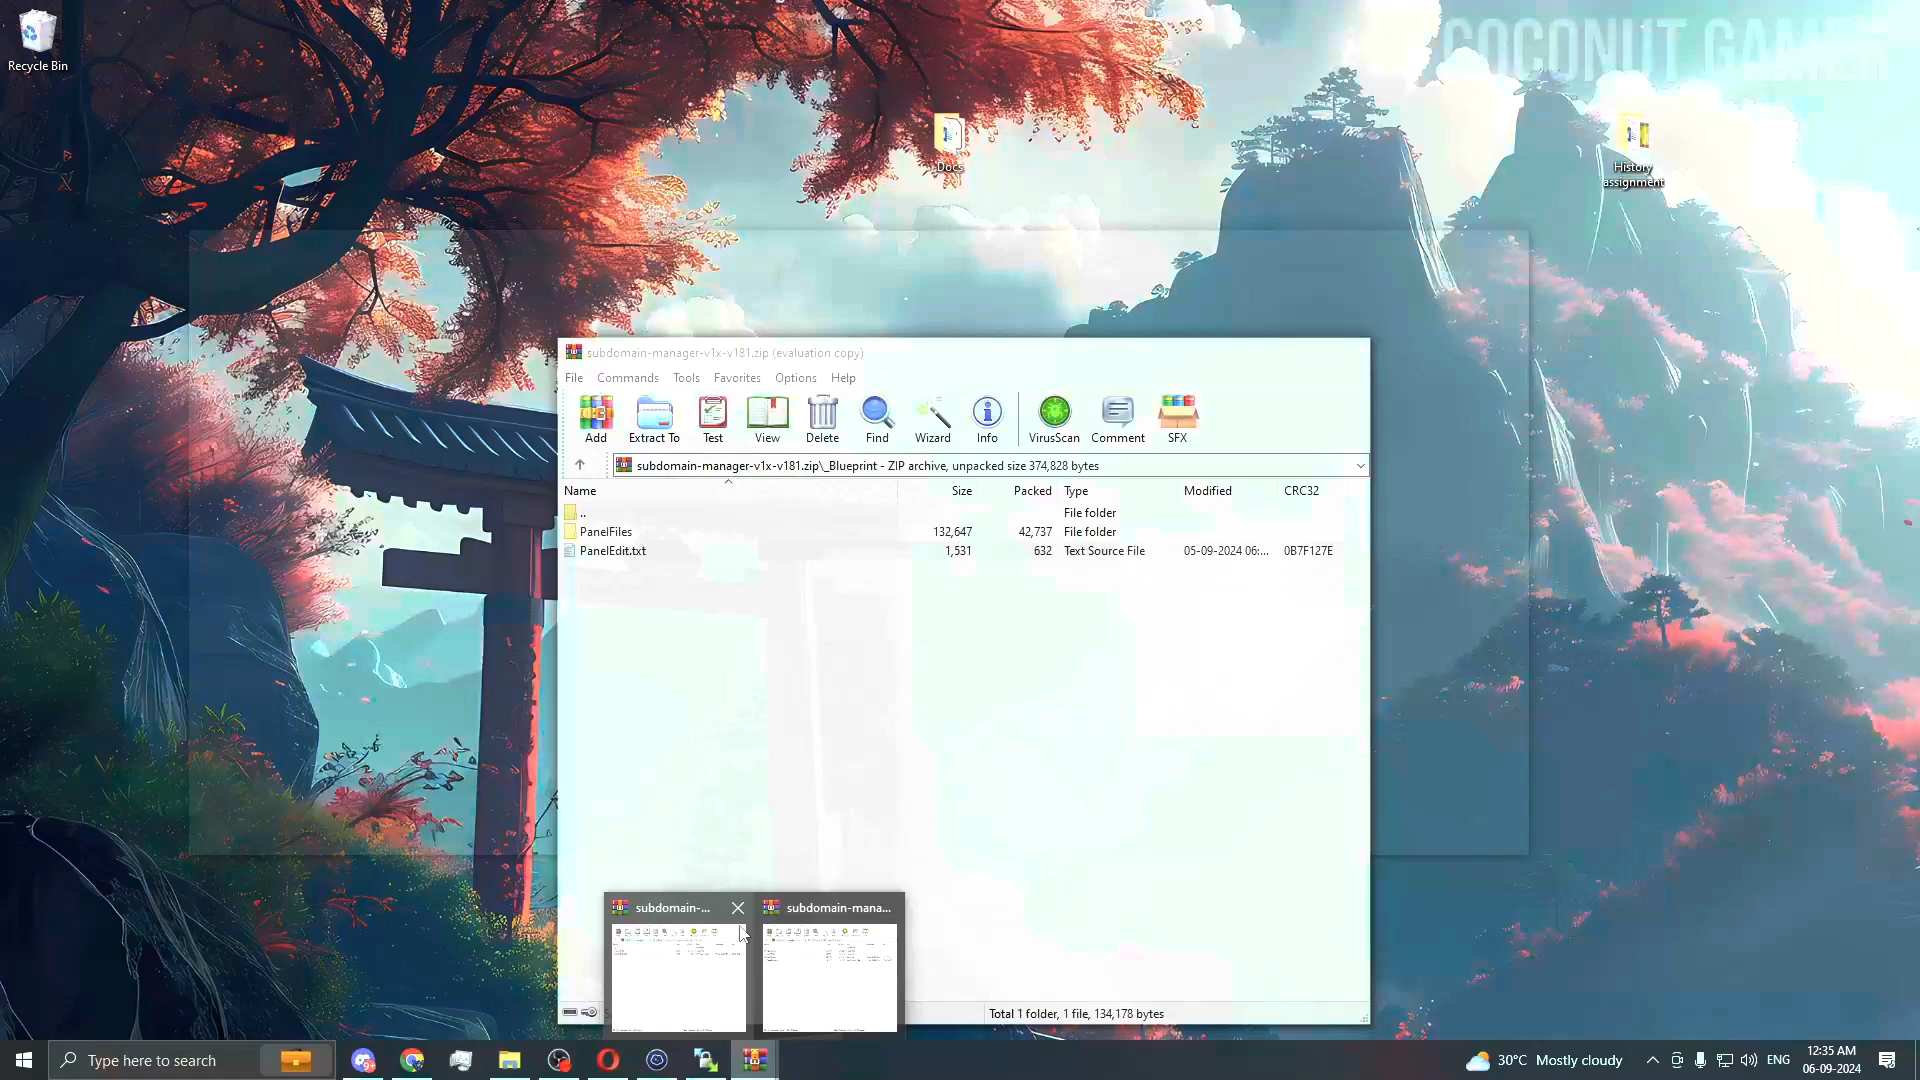 COCONUT GAMER
Recycle Bin
Docs
History
assignment
subdomain-manager-v1x-v181.zip (evaluation copy)
File Commands Tools Favorites Options Help
Add Extract To Test View Delete Find Wizard Info VirusScan Comment SFX
subdomain-manager-v1x-v181.zip\_Blueprint - ZIP archive, unpacked size 374,828 bytes
Name Size Packed Type Modified CRC32
.. File folder
PanelFiles 132,647 42,737 File folder
PanelEdit.txt 1,531 632 Text Source File 05-09-2024 06:... 0B7F127E
subdomain-... subdomain-mana...
Total 1 folder, 1 file, 134,178 bytes
Type here to search
30°C Mostly cloudy
ENG
12:35 AM
06-09-2024